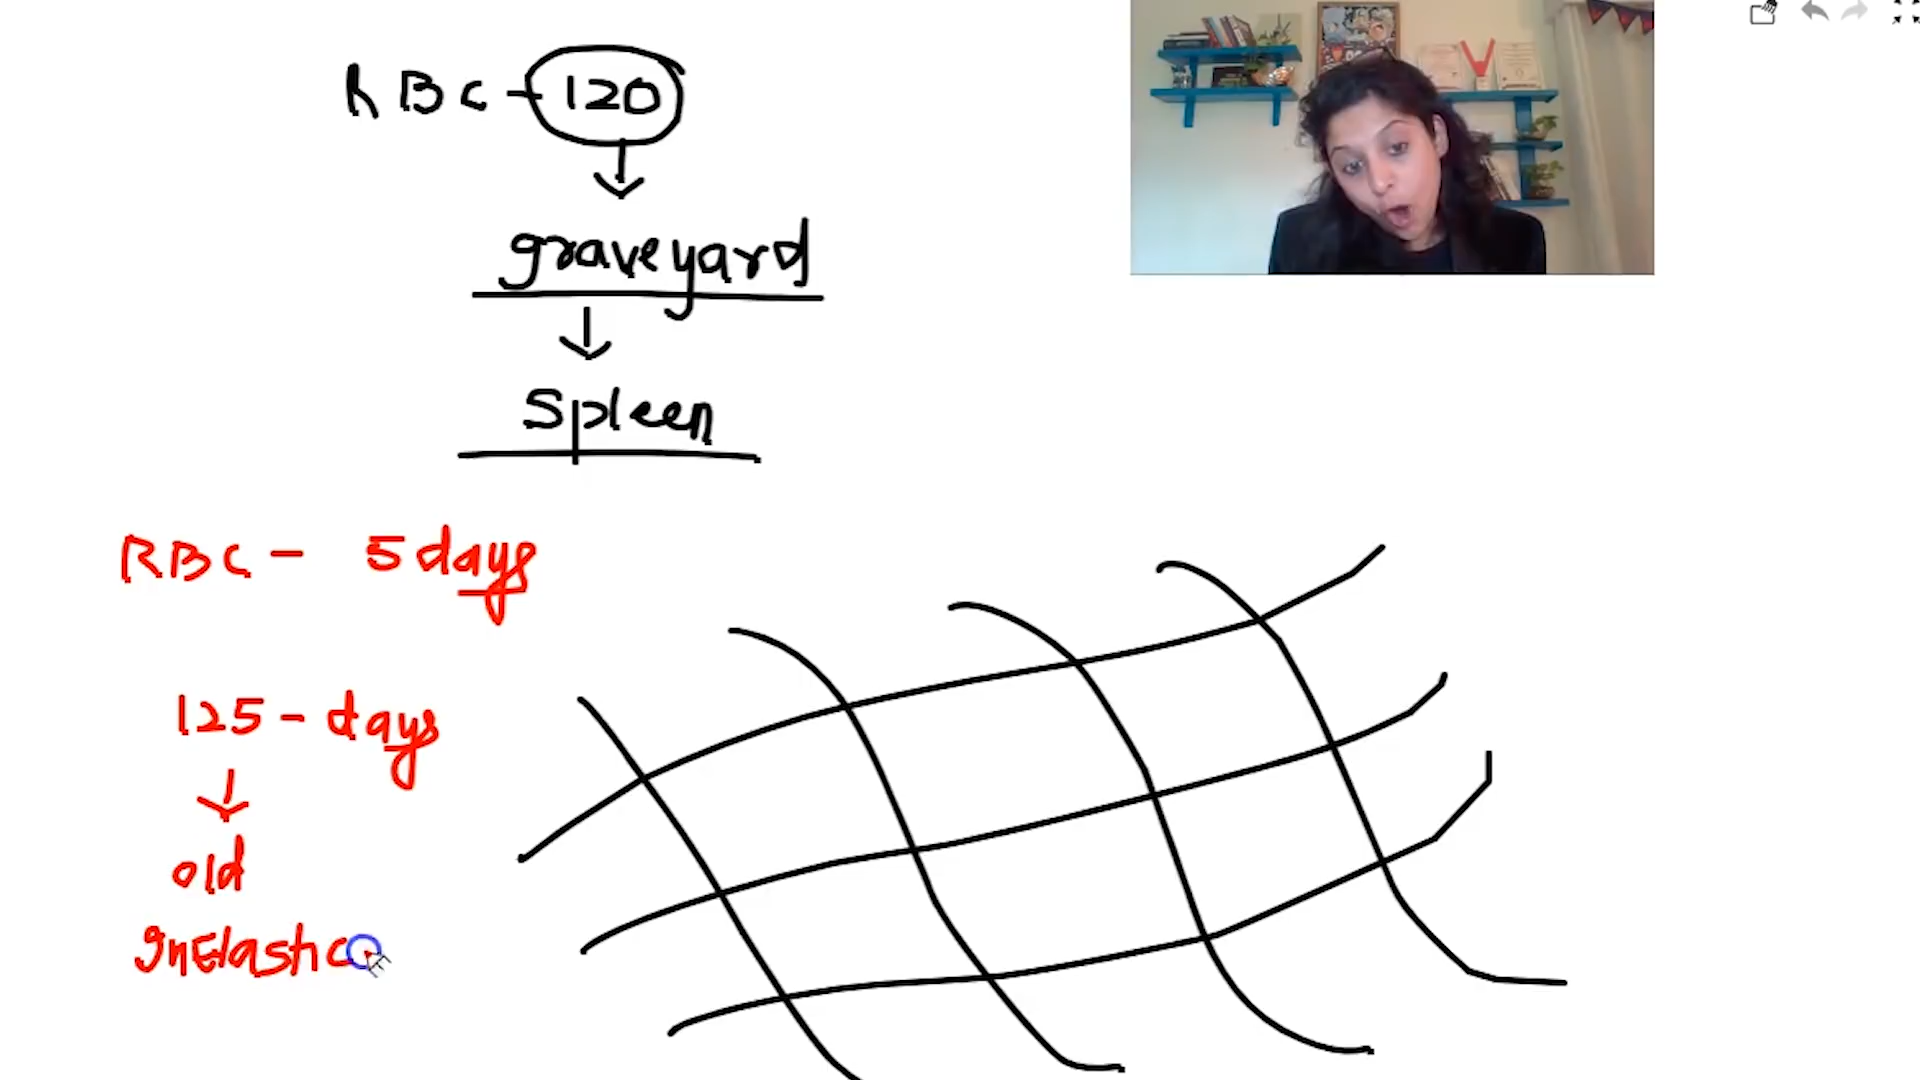 RBC - 120
graveyard
Spleen
RBC - 5 days
125 - days
old
InElastic